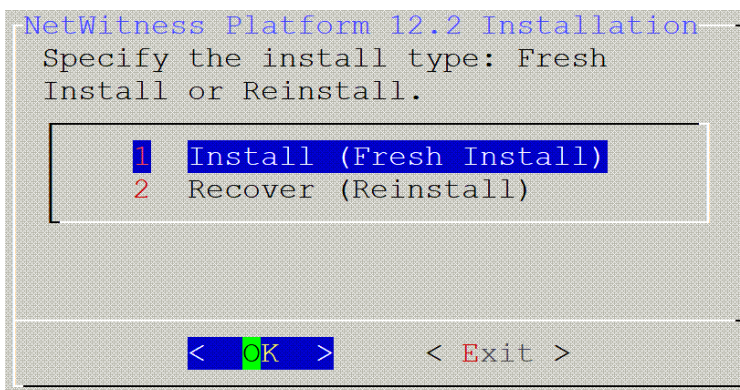 NetWitness Platform 12.2 Installation
Specify the install type: Fresh
Install or Reinstall.
1 Install (Fresh Install)
2 Recover (Reinstall)
< OK > < Exit >